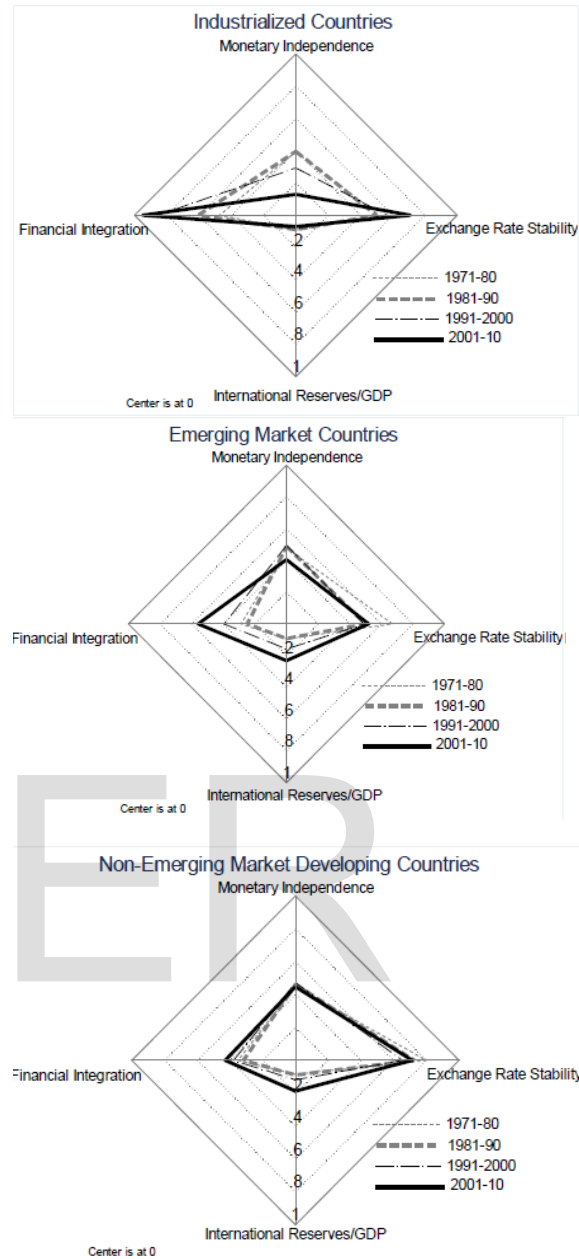 Industrialized Countries
Monetary Independence
Financial Integration
Exchange Rate Stability
.2
.4
.6
.8
1
1971-80
1981-90
1991-2000
2001-10
International Reserves/GDP
Center is at 0
Emerging Market Countries
Monetary Independence
Financial Integration
Exchange Rate Stability
.2
.4
.6
.8
1
1971-80
1981-90
1991-2000
2001-10
International Reserves/GDP
Center is at 0
ER
Non-Emerging Market Developing Countries
Monetary Independence
Financial Integration
Exchange Rate Stability
.2
.4
.6
.8
1
1971-80
1981-90
1991-2000
2001-10
International Reserves/GDP
Center is at 0